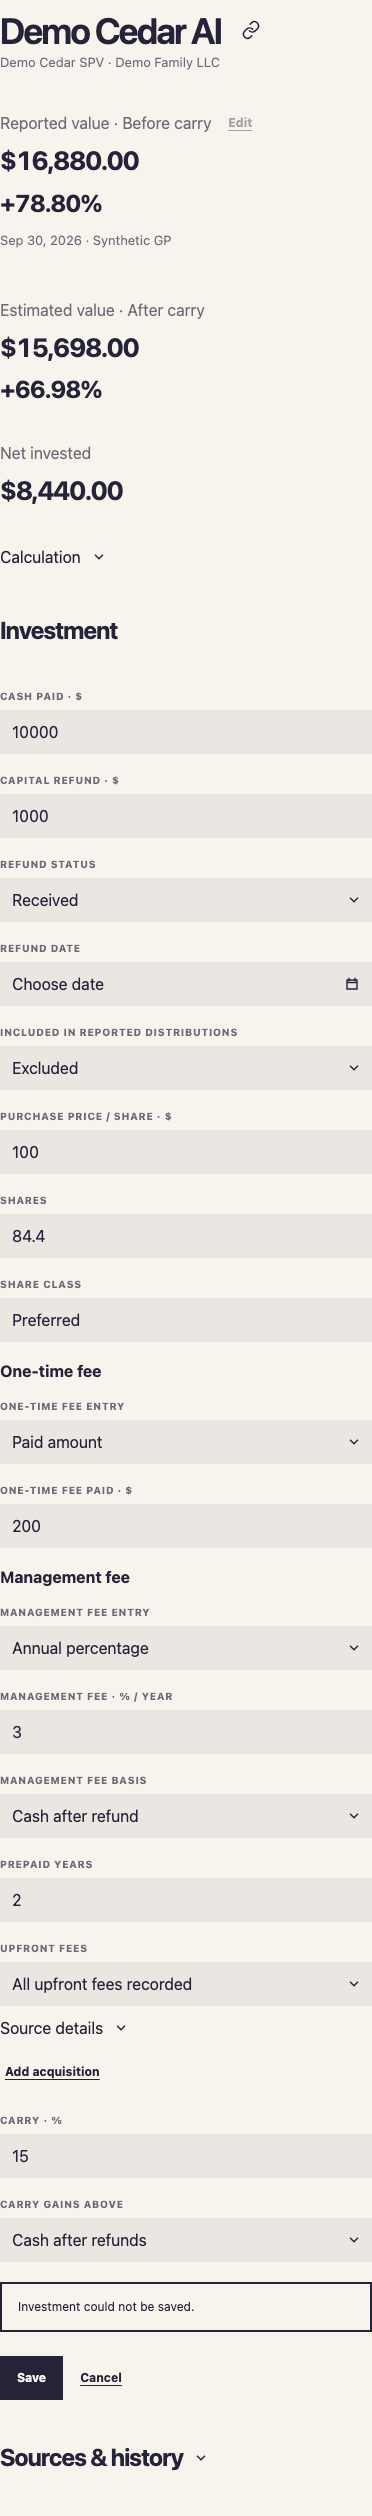 Demo Cedar AI
Demo Cedar SPV · Demo Family LLC
Reported value · Before carry Edit
$16,880.00
+78.80%
Sep 30, 2026 · Synthetic GP
Estimated value · After carry
$15,698.00
+66.98%
Net invested
$8,440.00
Calculation
Investment
CASH PAID · $
10000
CAPITAL REFUND · $
1000
REFUND STATUS
Received
REFUND DATE
Choose date
INCLUDED IN REPORTED DISTRIBUTIONS
Excluded
PURCHASE PRICE / SHARE · $
100
SHARES
84.4
SHARE CLASS
Preferred
One-time fee
ONE-TIME FEE ENTRY
Paid amount
ONE-TIME FEE PAID · $
200
Management fee
MANAGEMENT FEE ENTRY
Annual percentage
MANAGEMENT FEE · % / YEAR
3
MANAGEMENT FEE BASIS
Cash after refund
PREPAID YEARS
2
UPFRONT FEES
All upfront fees recorded
Source details
Add acquisition
CARRY · %
15
CARRY GAINS ABOVE
Cash after refunds
Investment could not be saved.
Save Cancel
Sources & history